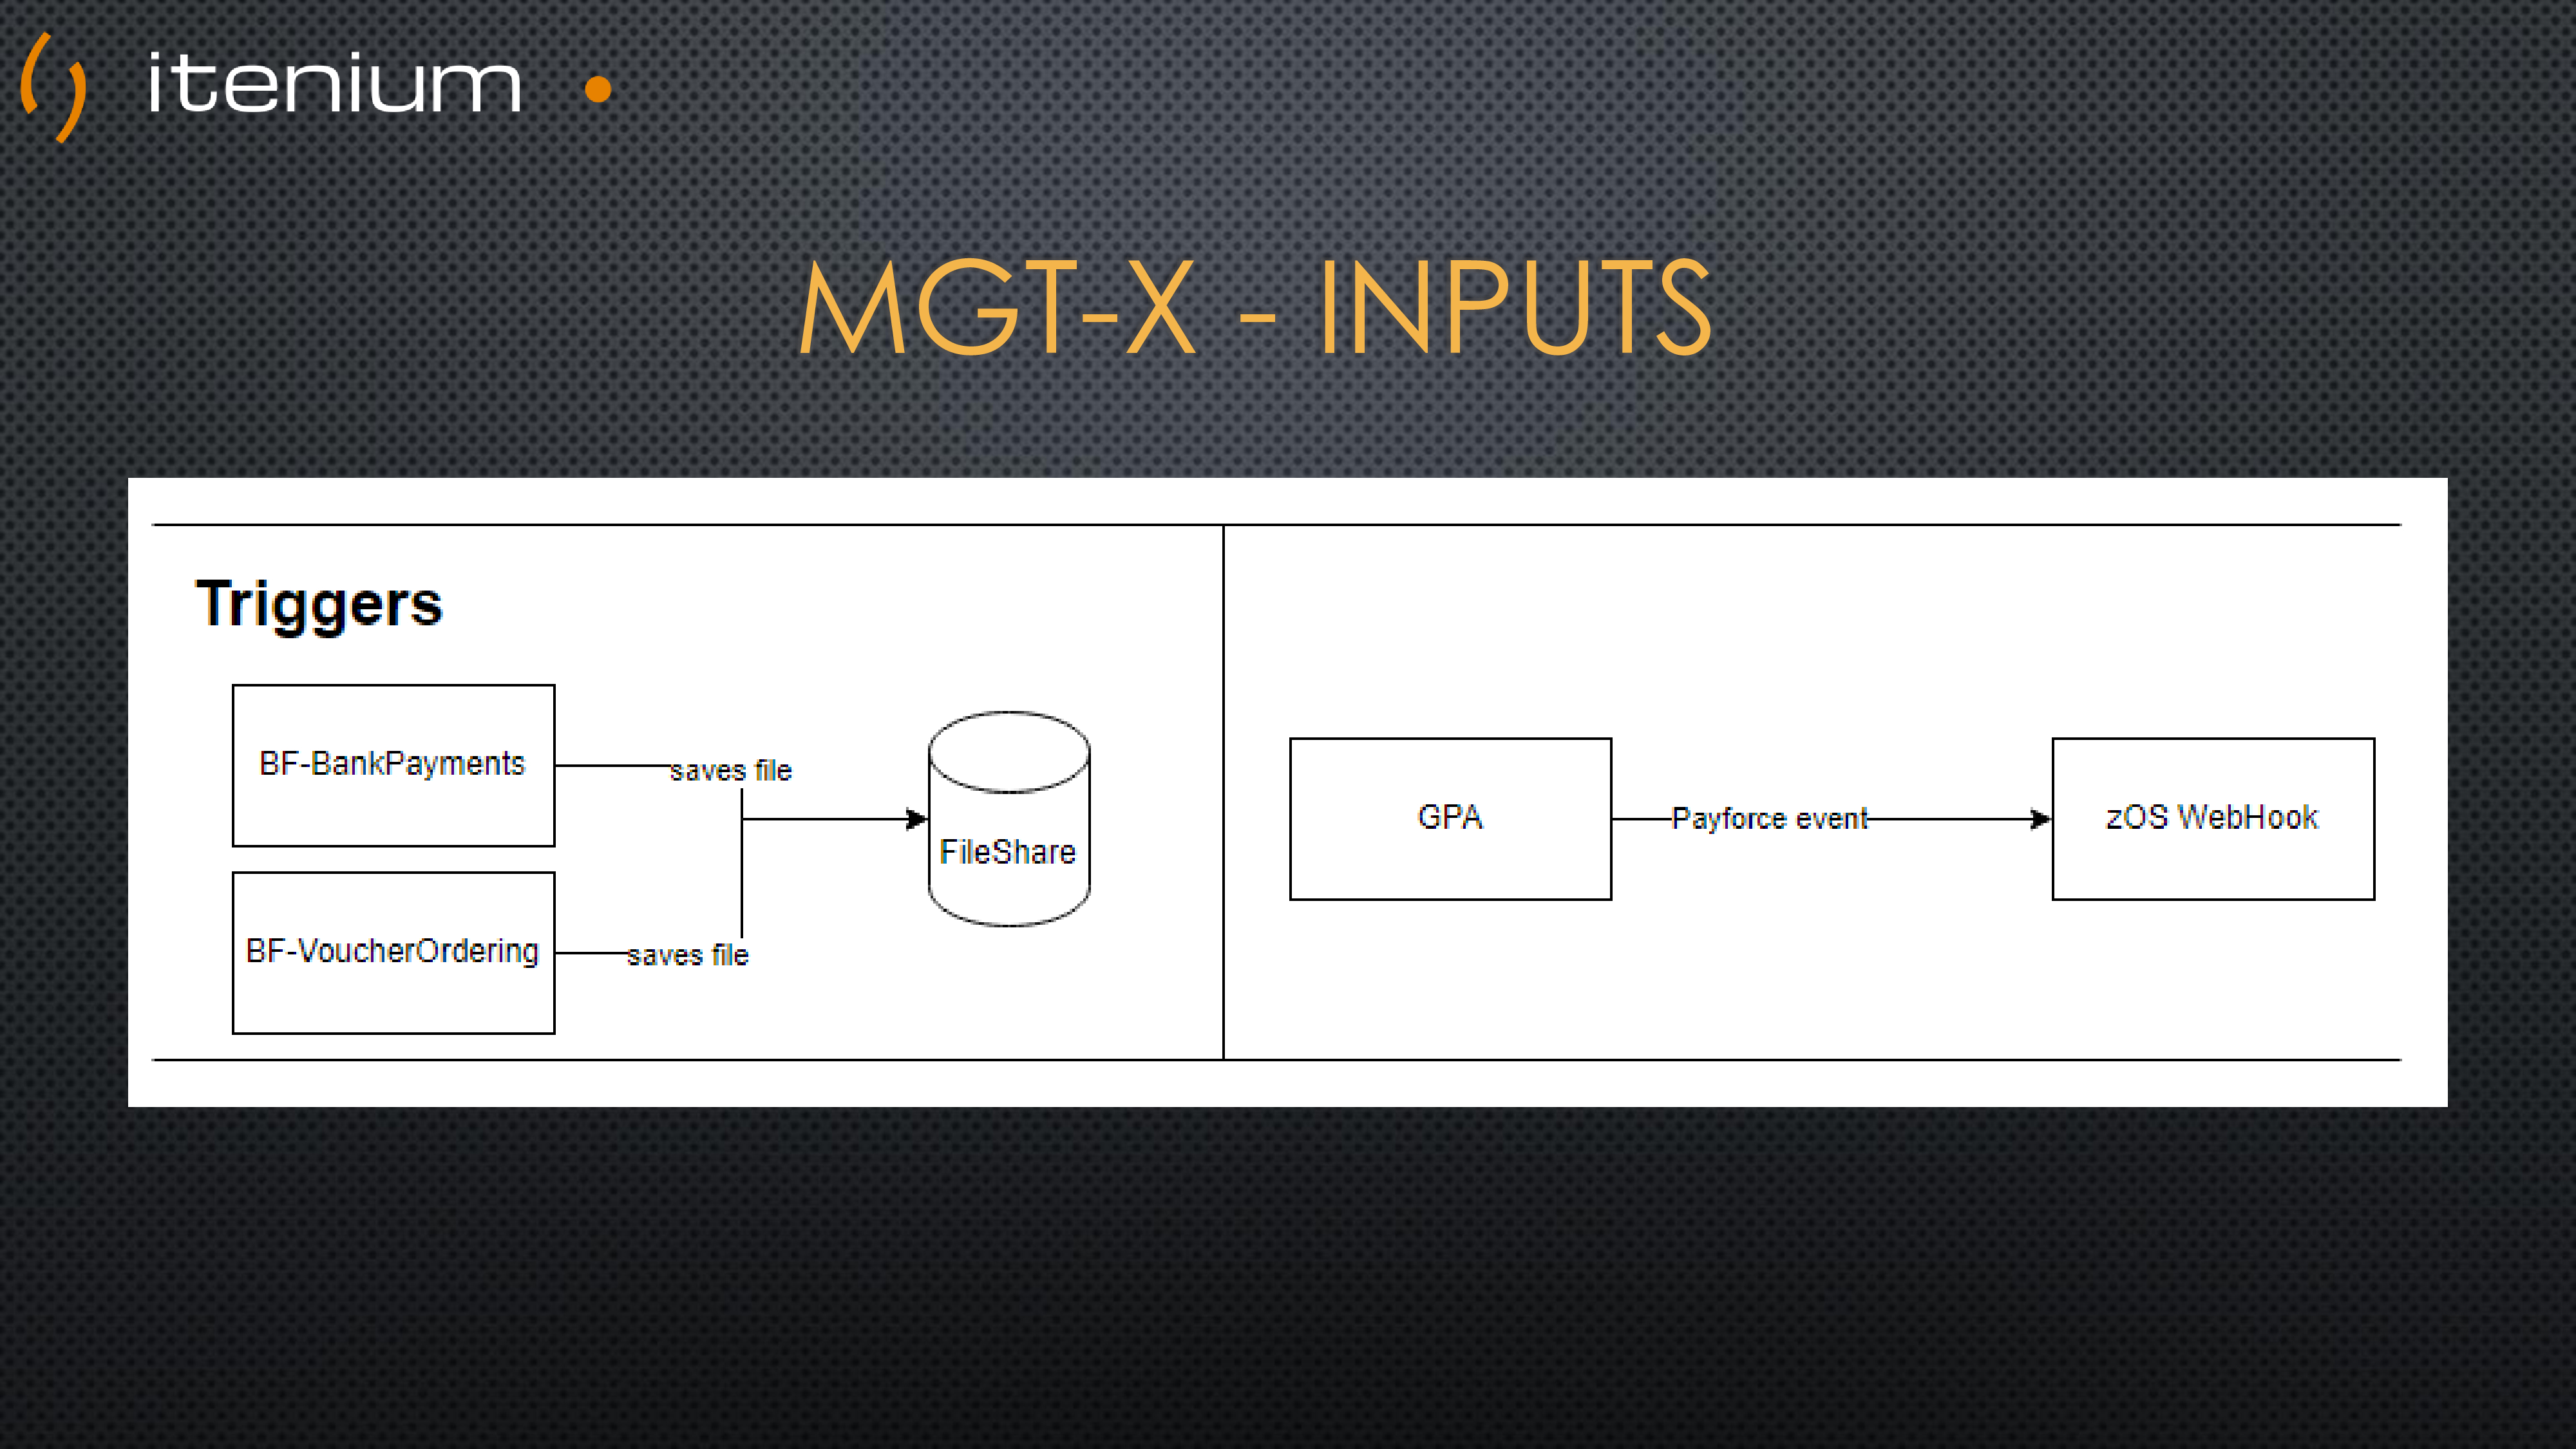 itenium
MGT-X - INPUTS
Triggers
BF-BankPayments
saves file
FileShare
BF-VoucherOrdering
saves file
GPA
Payforce event
zOS WebHook